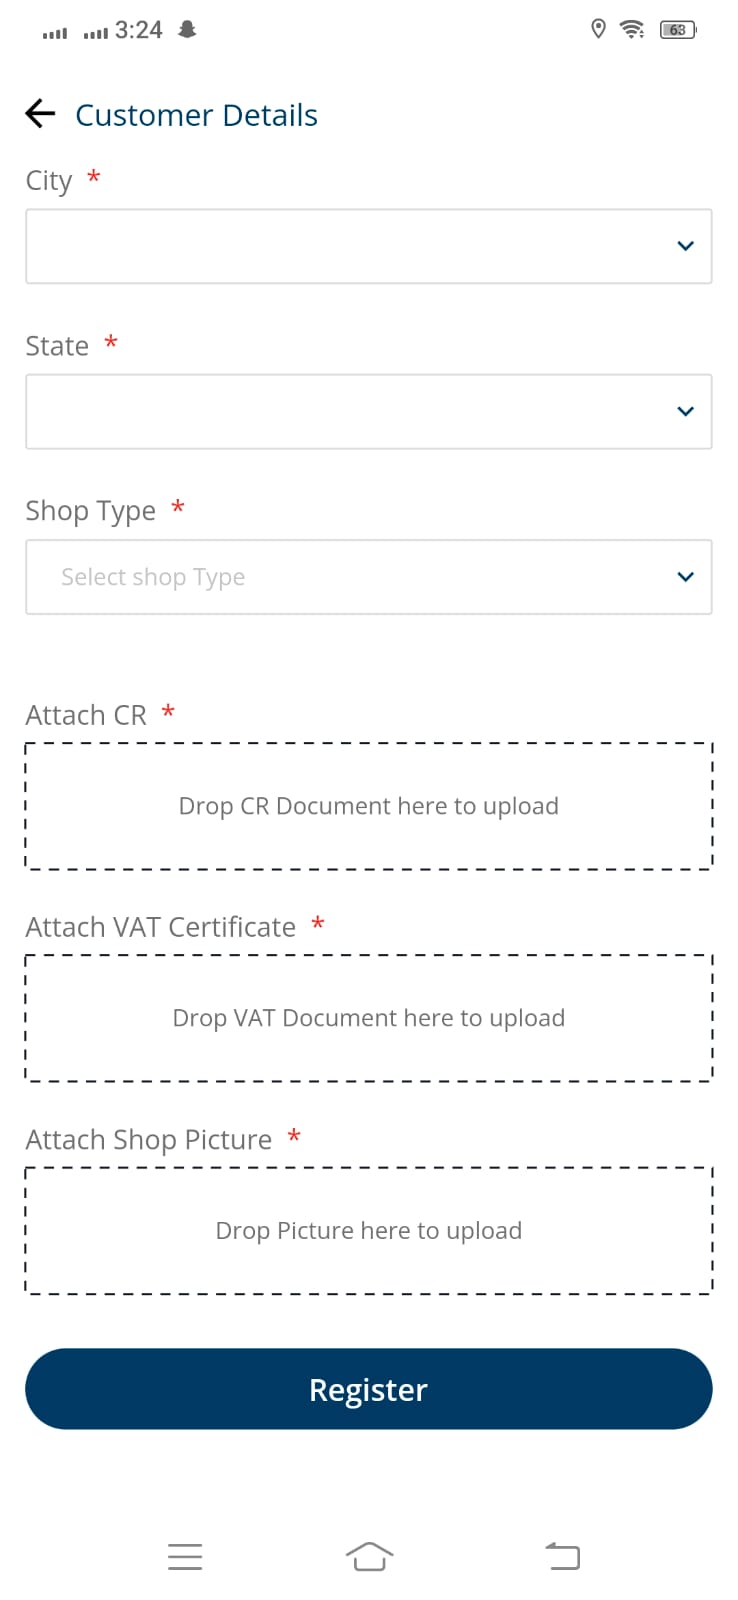 3:24
63
Customer Details
City *
State *
Shop Type *
Select shop Type
Attach CR *
Drop CR Document here to upload
Attach VAT Certificate *
Drop VAT Document here to upload
Attach Shop Picture *
Drop Picture here to upload
Register